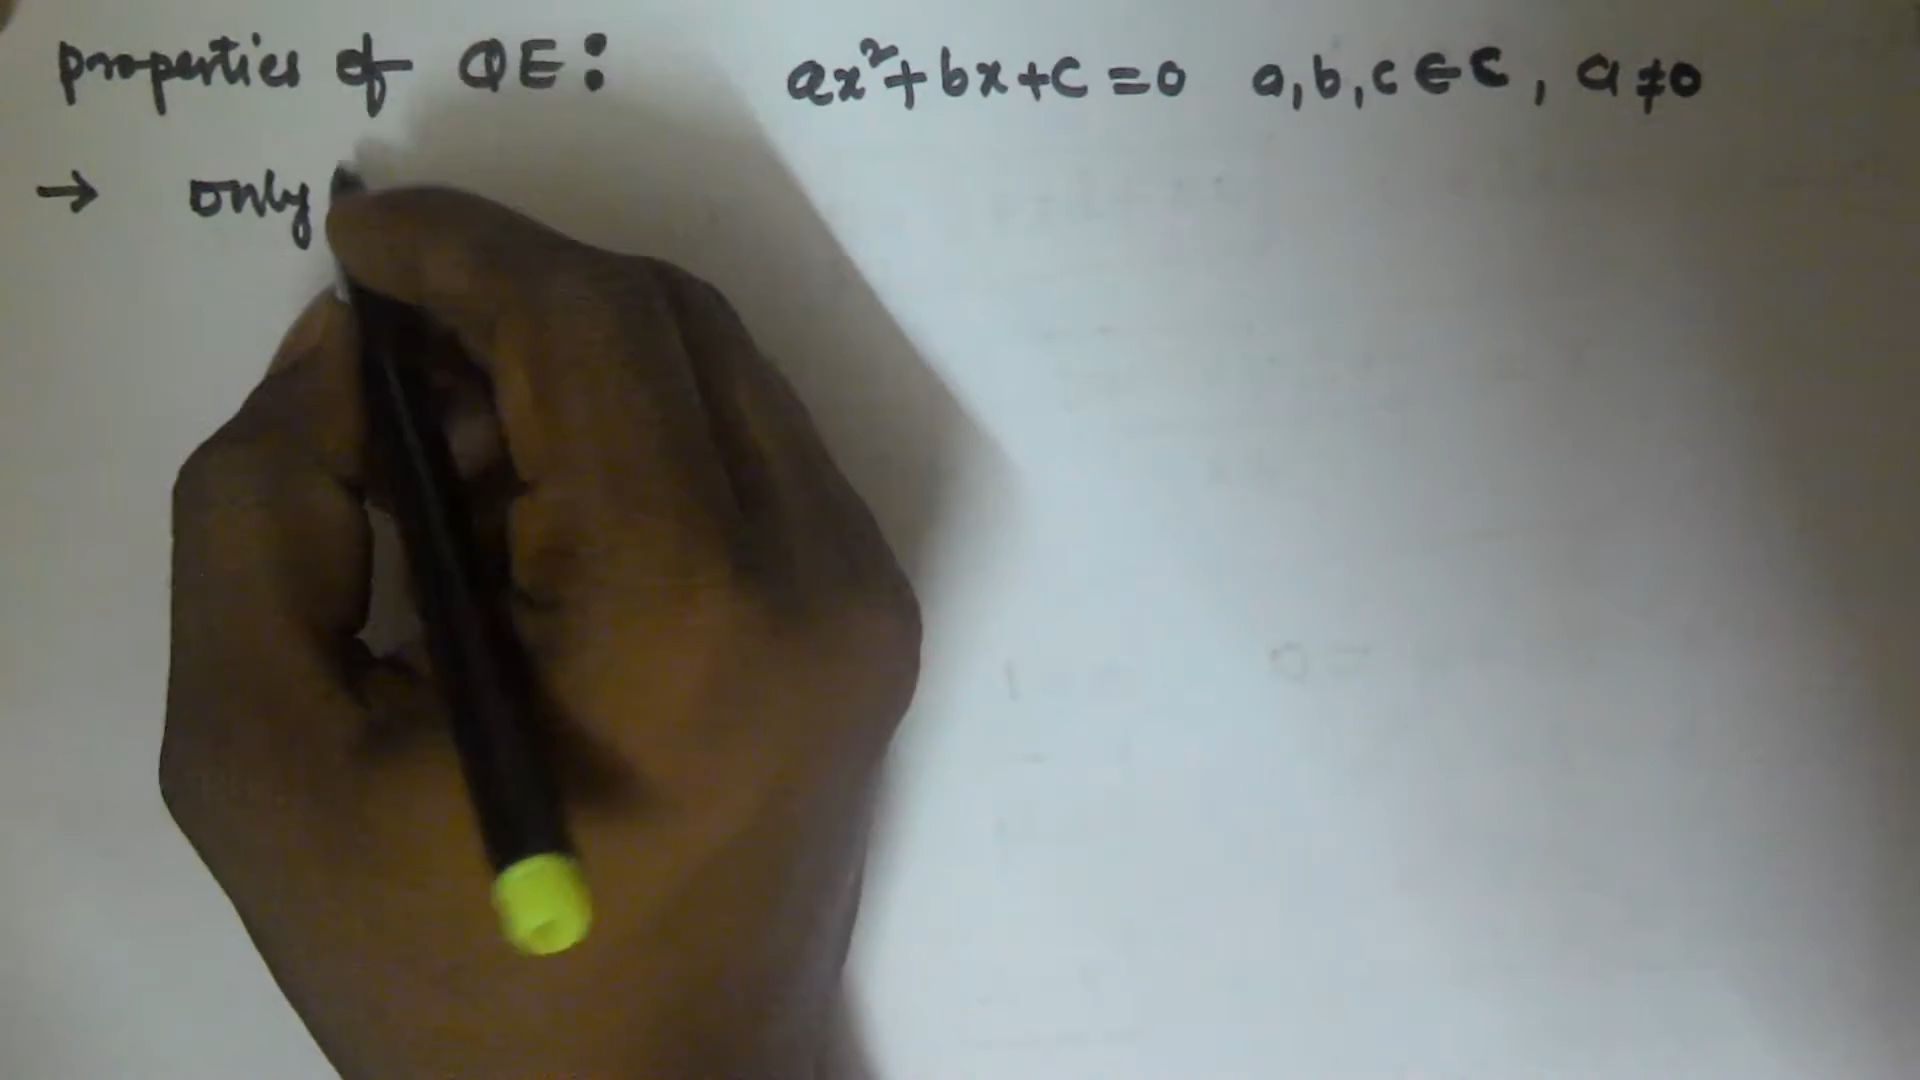 properties of QE: ax²+bx+c=0 a,b,c ∈ C, a≠0
→ only